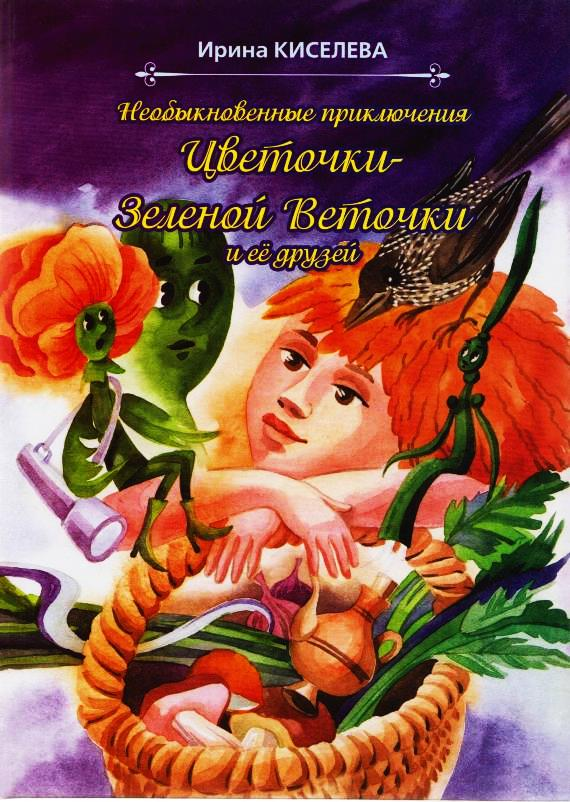 Ирина КИСЕЛЕВА
Необыкновенные приключения
Цветочки-
Зеленой Веточки
и её друзей